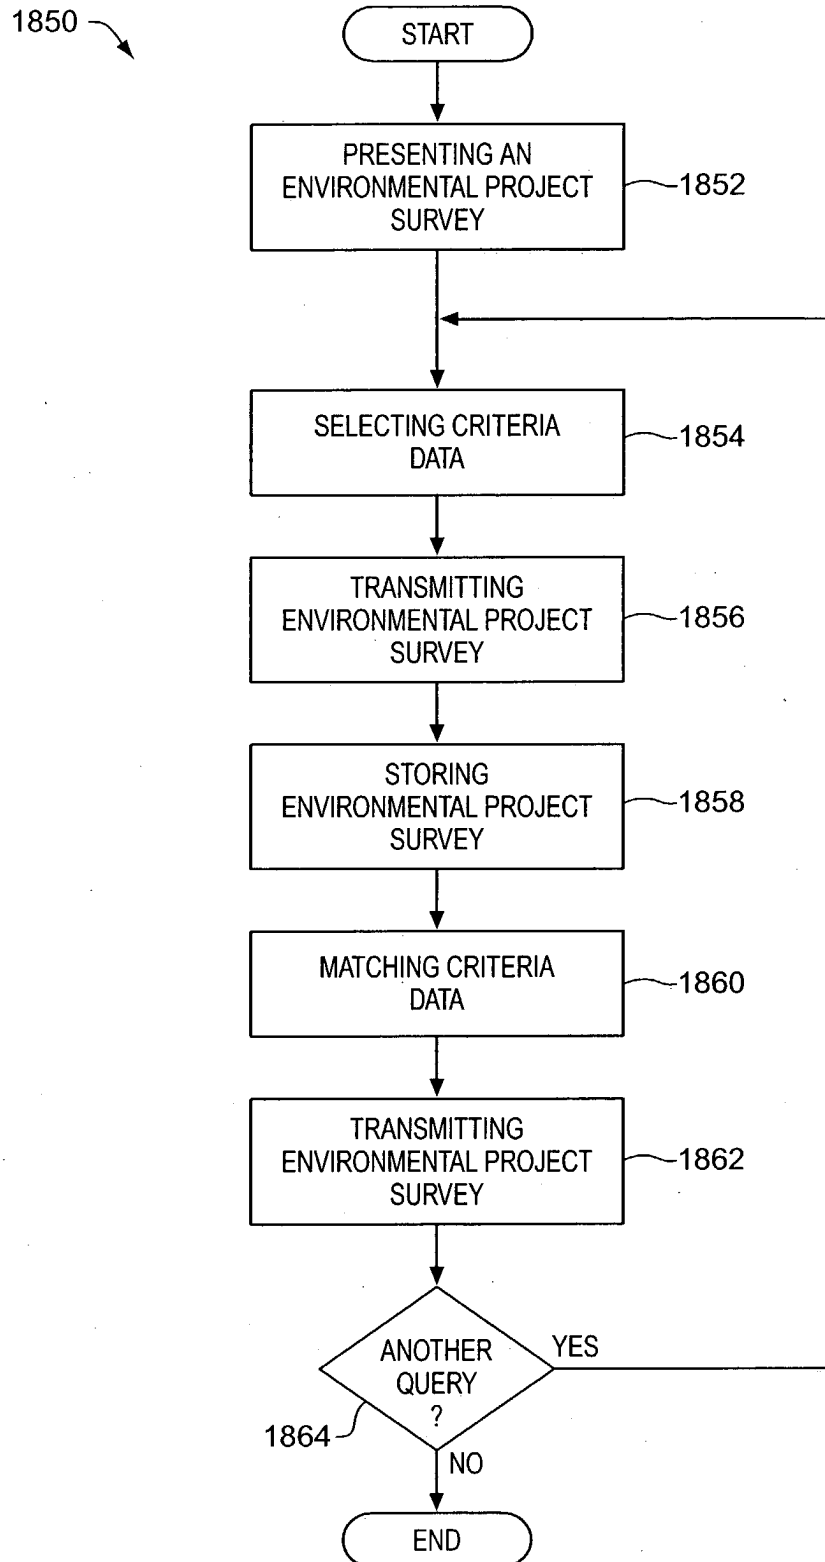 1850
START
PRESENTING AN
ENVIRONMENTAL PROJECT
SURVEY
1852
SELECTING CRITERIA
DATA
1854
TRANSMITTING
ENVIRONMENTAL PROJECT
SURVEY
1856
STORING
ENVIRONMENTAL PROJECT
SURVEY
1858
MATCHING CRITERIA
DATA
1860
TRANSMITTING
ENVIRONMENTAL PROJECT
SURVEY
1862
ANOTHER
QUERY
?
YES
1864
NO
END